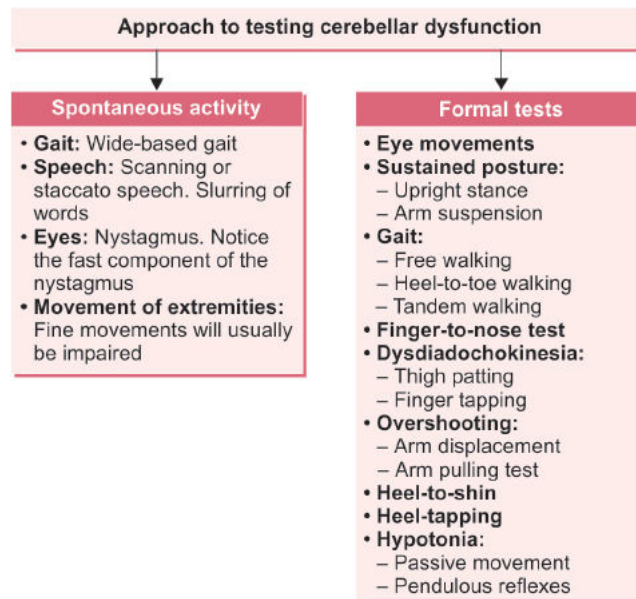 Approach to testing cerebellar dysfunction
Spontaneous activity
• Gait: Wide-based gait
• Speech: Scanning or
staccato speech. Slurring of
words
• Eyes: Nystagmus. Notice
the fast component of the
nystagmus
• Movement of extremities:
Fine movements will usually
be impaired
Formal tests
• Eye movements
• Sustained posture:
– Upright stance
– Arm suspension
• Gait:
– Free walking
– Heel-to-toe walking
– Tandem walking
• Finger-to-nose test
• Dysdiadochokinesia:
– Thigh patting
– Finger tapping
• Overshooting:
– Arm displacement
– Arm pulling test
• Heel-to-shin
• Heel-tapping
• Hypotonia:
– Passive movement
– Pendulous reflexes